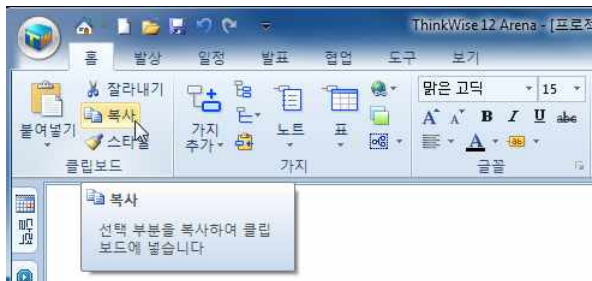 ThinkWise 12 Arena - [프로적
홈 발상 일정 발표 협업 도구 보기
붙여넣기
잘라내기
복사
스타일
클립보드
가지
추가
노트
표
가지
맑은 고딕 15
A A B I U abc
A ab
글꼴
복사
선택 부분을 복사하여 클립
보드에 넣습니다